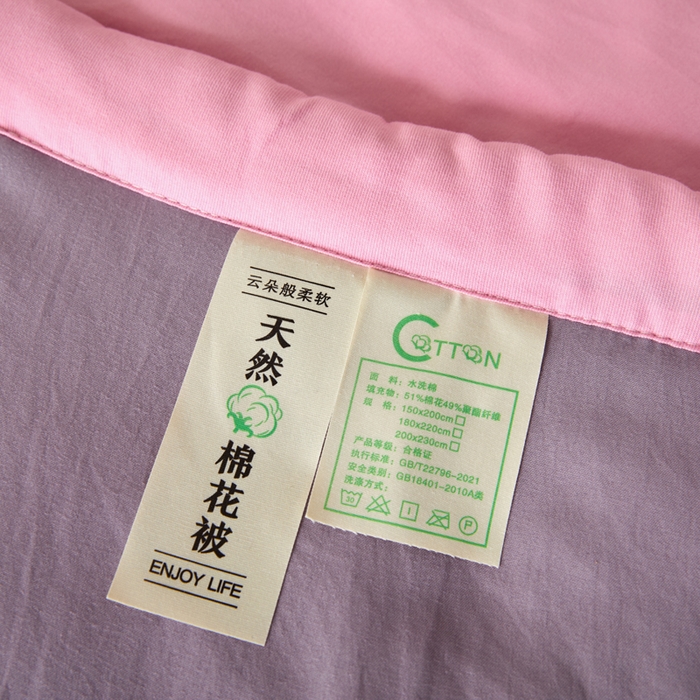 云朵般柔软
天然
棉花被
ENJOY LIFE
COTTON
面 料：水洗棉
填充物：51%棉花49%聚酯纤维
规 格：150x200cm□
180x220cm□
200x230cm□
产品等级：合格证
执行标准：GB/T22796-2021
安全类别：GB18401-2010A类
洗涤方式：
30
P